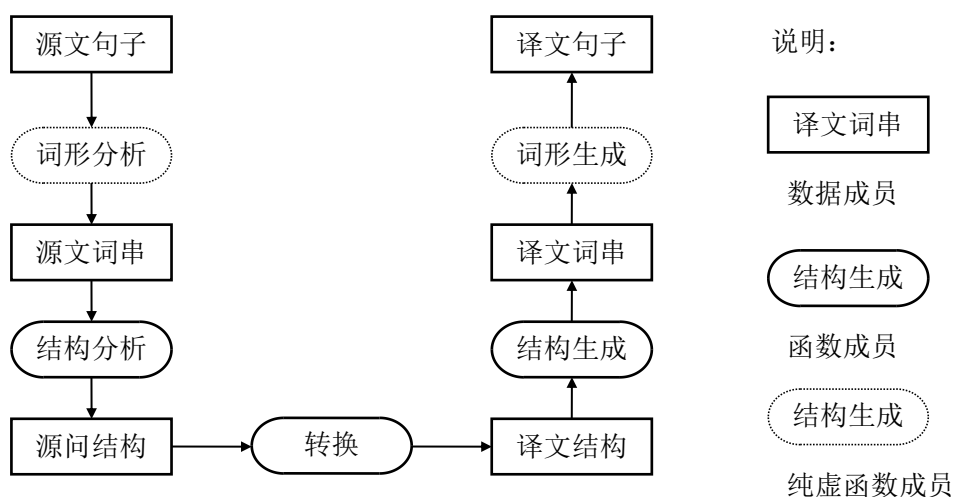 源文句子
词形分析
源文词串
结构分析
源问结构
转换
译文结构
结构生成
译文词串
词形生成
译文句子
说明：
译文词串
数据成员
结构生成
函数成员
结构生成
纯虚函数成员